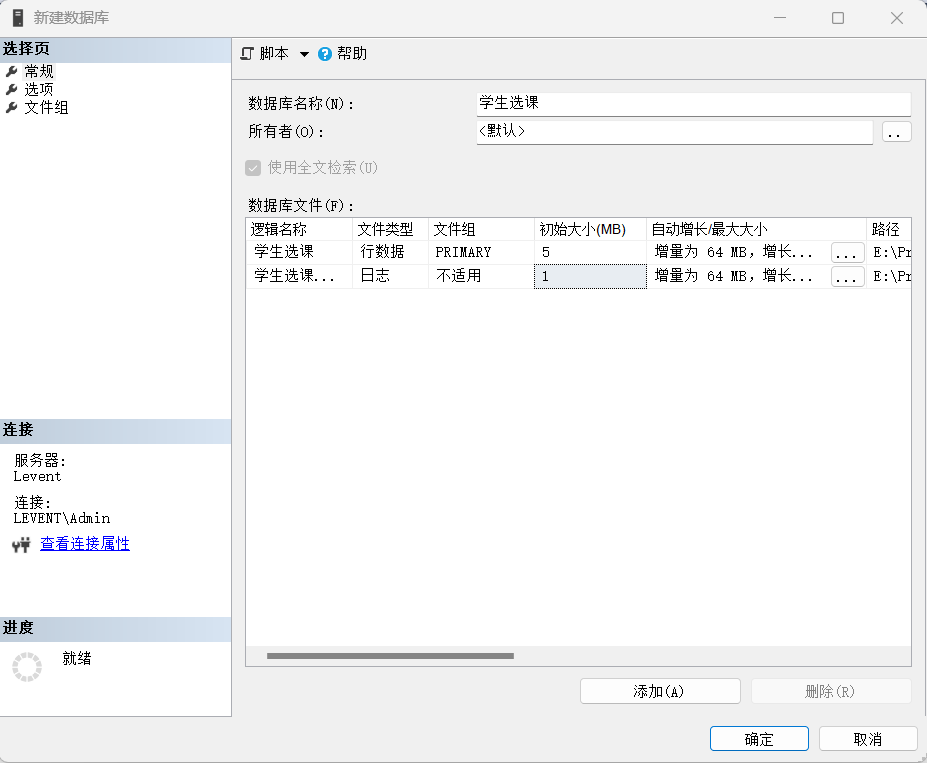 新建数据库
选择页
常规
选项
文件组
脚本 帮助
数据库名称(N):
学生选课
所有者(O):
<默认>
..
使用全文检索(U)
数据库文件(F):
逻辑名称 文件类型 文件组 初始大小(MB) 自动增长/最大大小 路径
学生选课 行数据 PRIMARY 5 增量为 64 MB, 增长... ... E:\Pr
学生选课... 日志 不适用 1 增量为 64 MB, 增长... ... E:\Pr
连接
服务器:
Levent
连接:
LEVENT\Admin
查看连接属性
进度
就绪
添加(A) 删除(R)
确定 取消